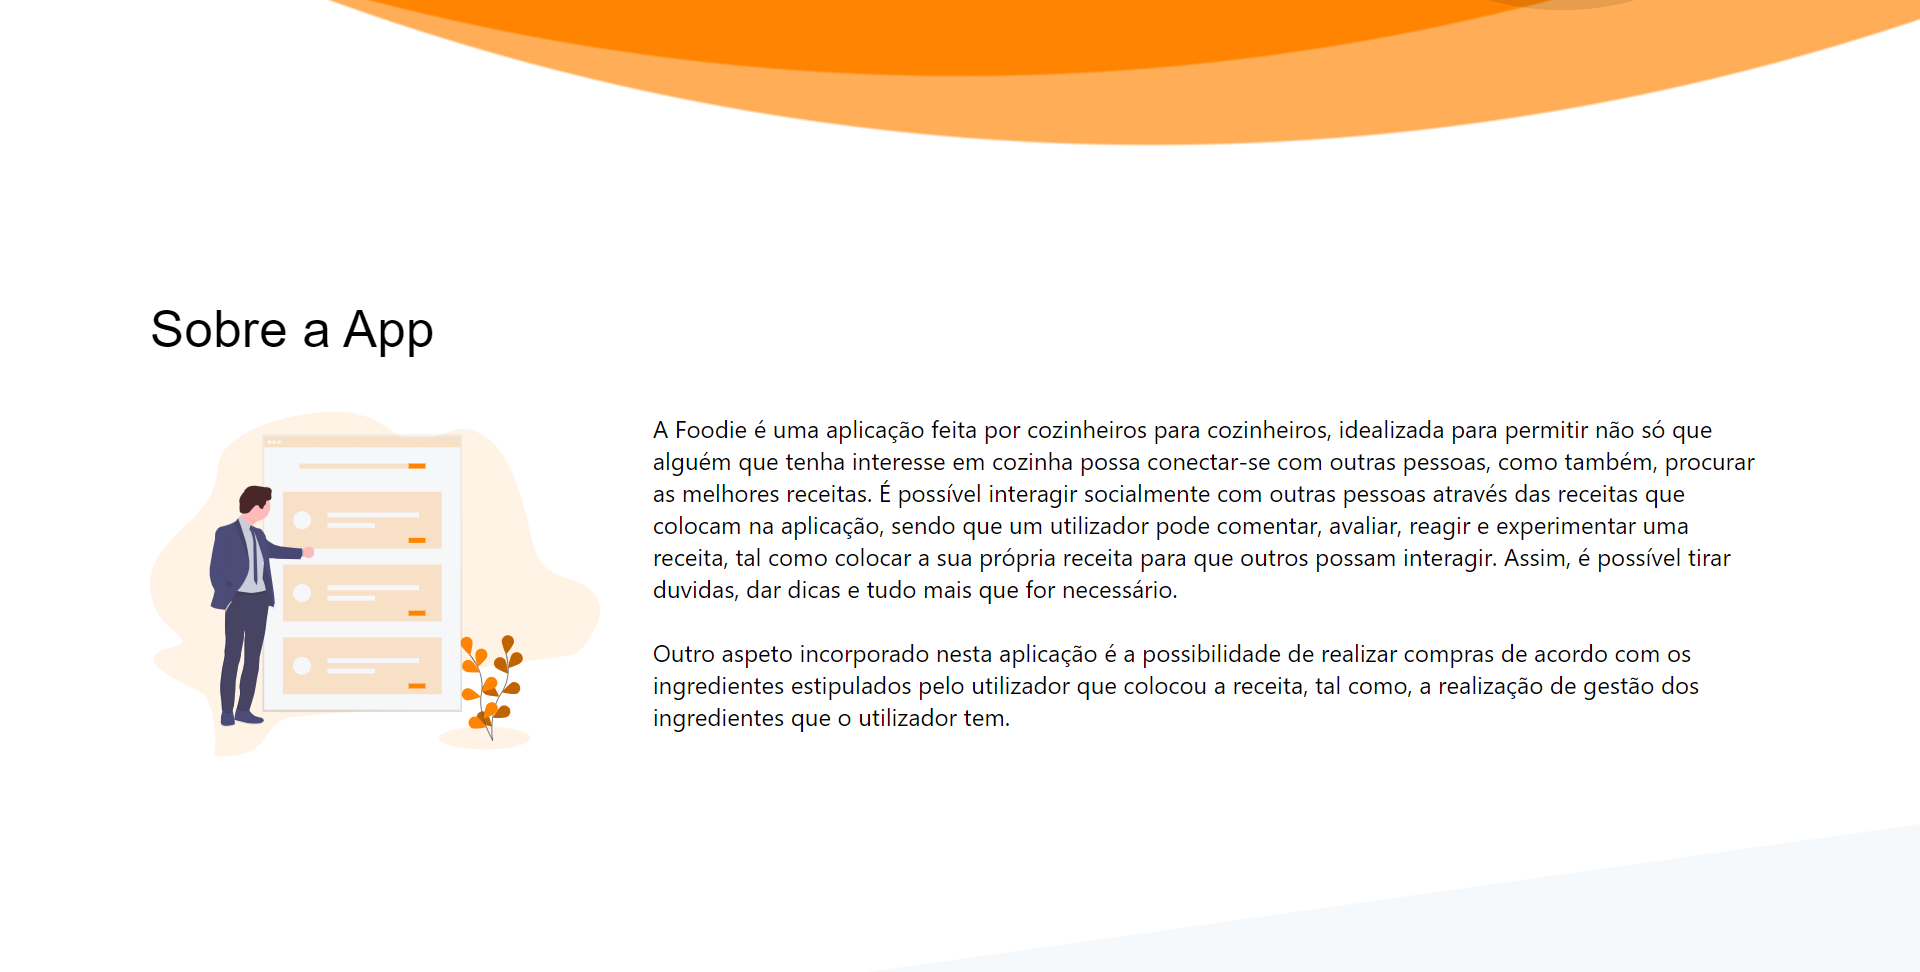 Sobre a App
A Foodie é uma aplicação feita por cozinheiros para cozinheiros, idealizada para permitir não só que
alguém que tenha interesse em cozinha possa conectar-se com outras pessoas, como também, procurar
as melhores receitas. É possível interagir socialmente com outras pessoas através das receitas que
colocam na aplicação, sendo que um utilizador pode comentar, avaliar, reagir e experimentar uma
receita, tal como colocar a sua própria receita para que outros possam interagir. Assim, é possível tirar
duvidas, dar dicas e tudo mais que for necessário.
Outro aspeto incorporado nesta aplicação é a possibilidade de realizar compras de acordo com os
ingredientes estipulados pelo utilizador que colocou a receita, tal como, a realização de gestão dos
ingredientes que o utilizador tem.